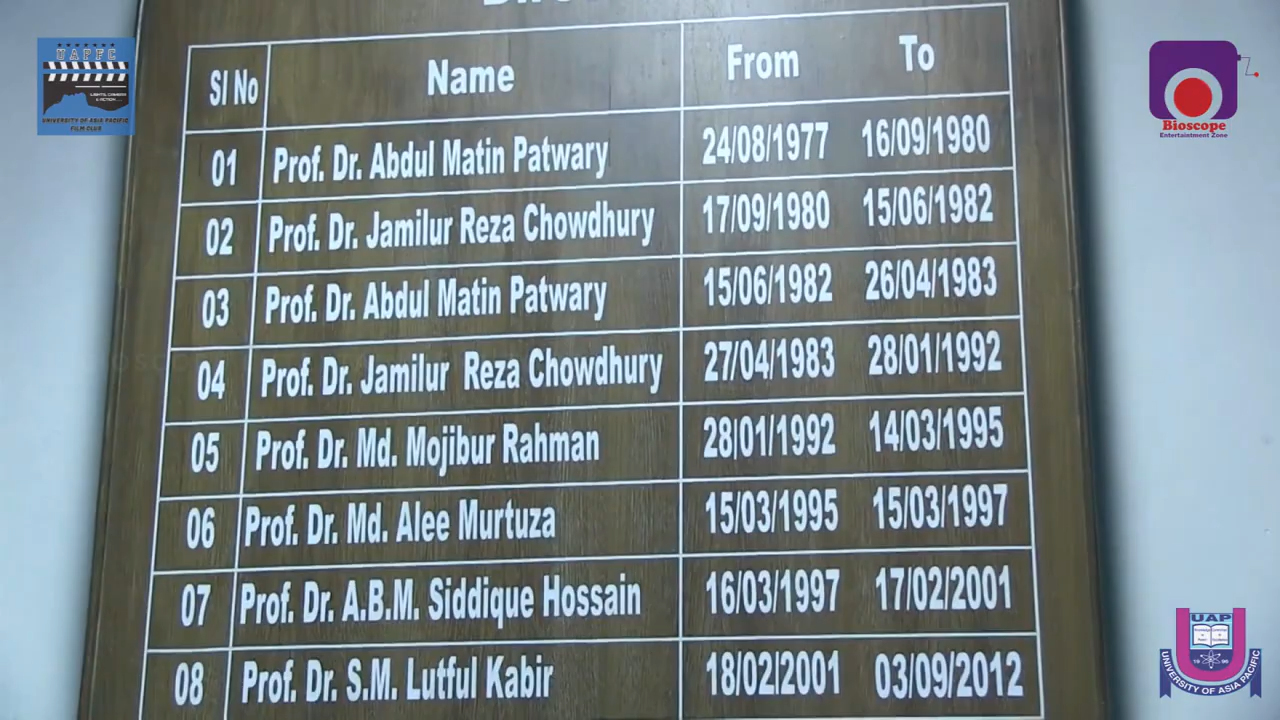 UAPFC
LIGHTS, CAMERA
& ACTION ...
UNIVERSITY OF ASIA PACIFIC
FILM CLUB
Bioscope
Entertainment Zone
Sl No Name From To
01 Prof. Dr. Abdul Matin Patwary 24/08/1977 16/09/1980
02 Prof. Dr. Jamilur Reza Chowdhury 17/09/1980 15/06/1982
03 Prof. Dr. Abdul Matin Patwary 15/06/1982 26/04/1983
04 Prof. Dr. Jamilur Reza Chowdhury 27/04/1983 28/01/1992
05 Prof. Dr. Md. Mojibur Rahman 28/01/1992 14/03/1995
06 Prof. Dr. Md. Alee Murtuza 15/03/1995 15/03/1997
07 Prof. Dr. A.B.M. Siddique Hossain 16/03/1997 17/02/2001
08 Prof. Dr. S.M. Lutful Kabir 18/02/2001 03/09/2012
UAP
1996
UNIVERSITY OF ASIA PACIFIC